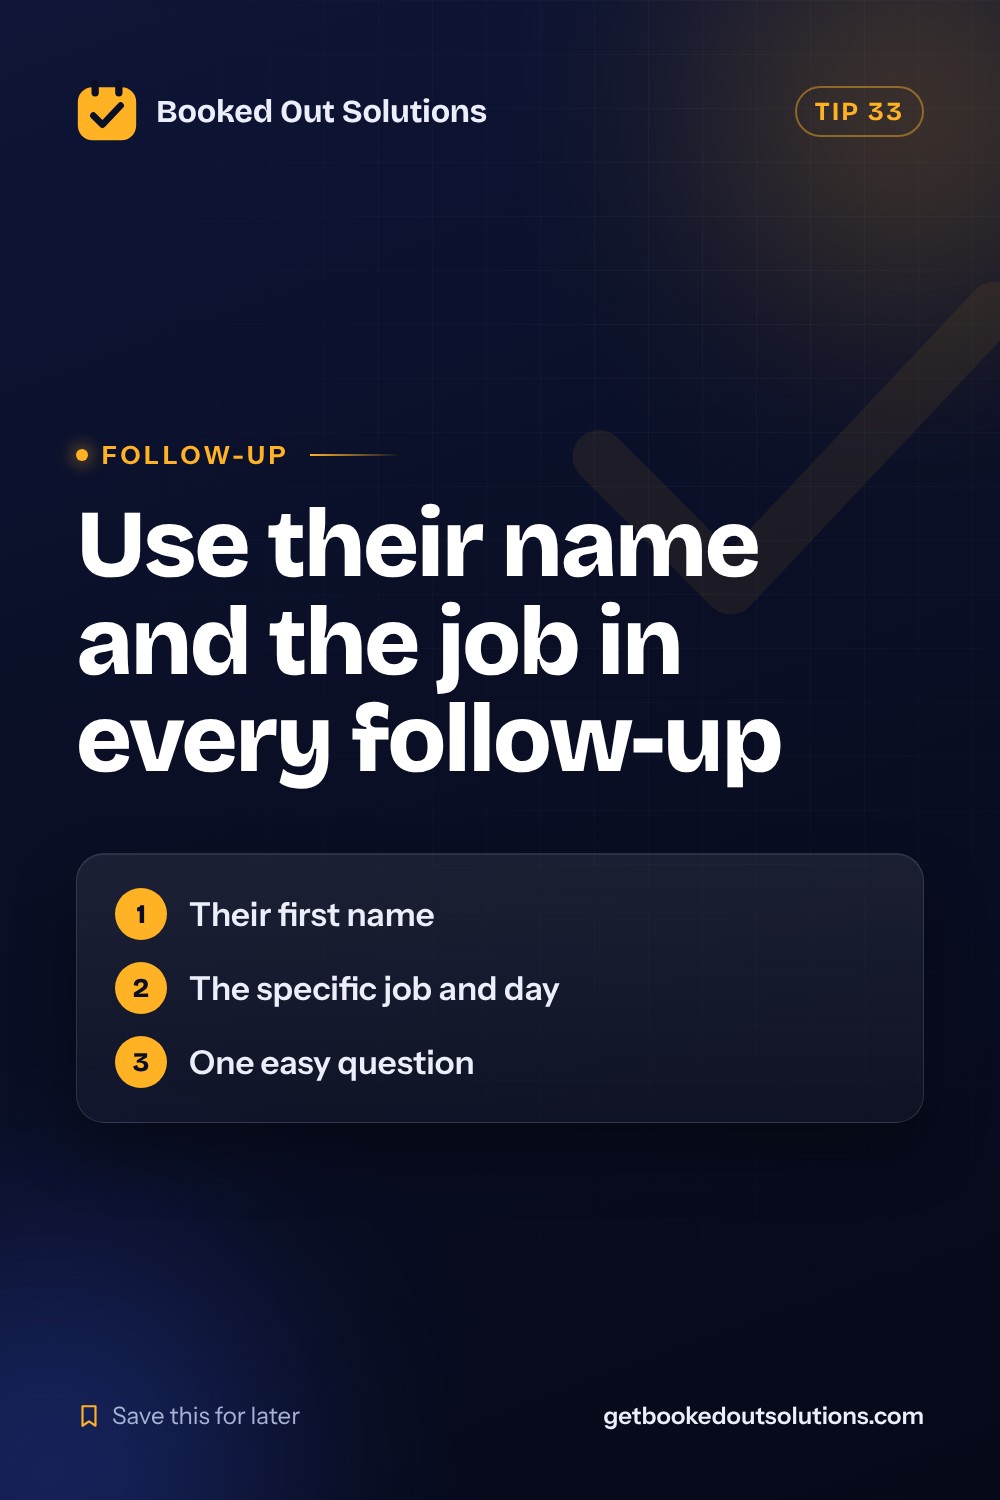 Booked Out Solutions
TIP 33
FOLLOW-UP
Use their name
and the job in
every follow-up
1 Their first name
2 The specific job and day
3 One easy question
Save this for later
getbookedoutsolutions.com